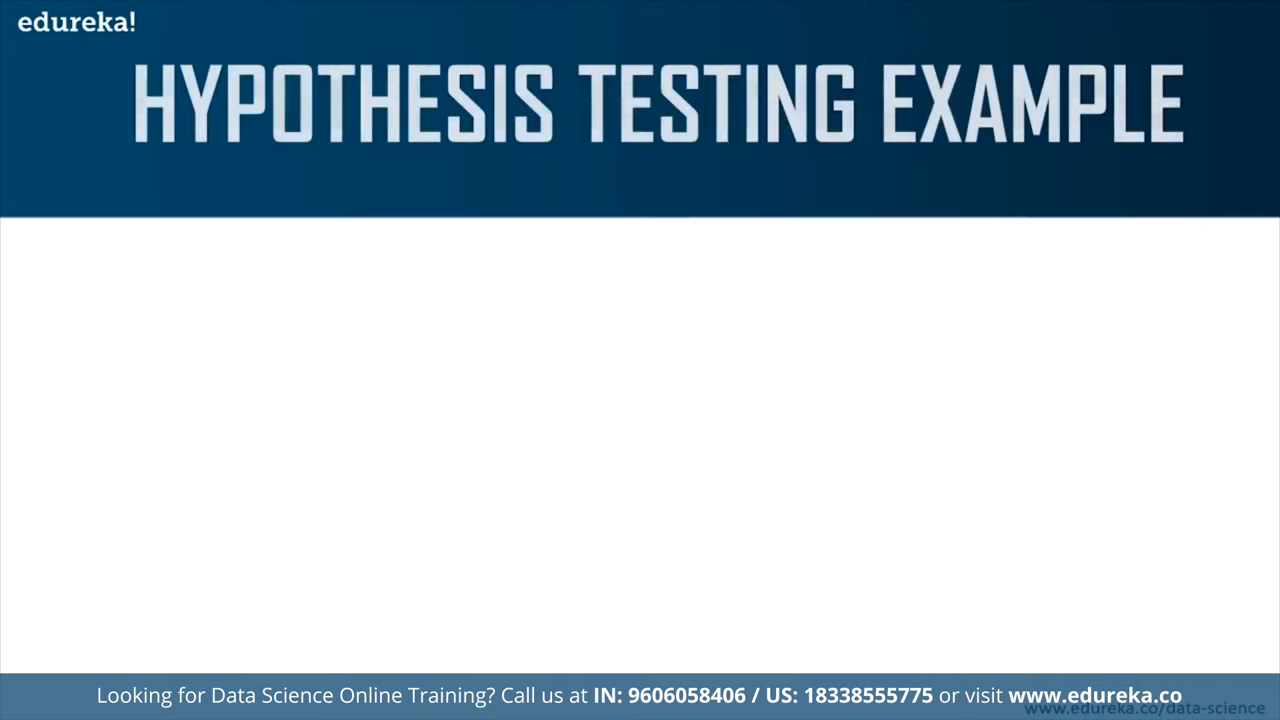 edureka!
HYPOTHESIS TESTING EXAMPLE
Looking for Data Science Online Training? Call us at IN: 9606058406 / US: 18338555775 or visit www.edureka.co
www.edureka.co/data-science